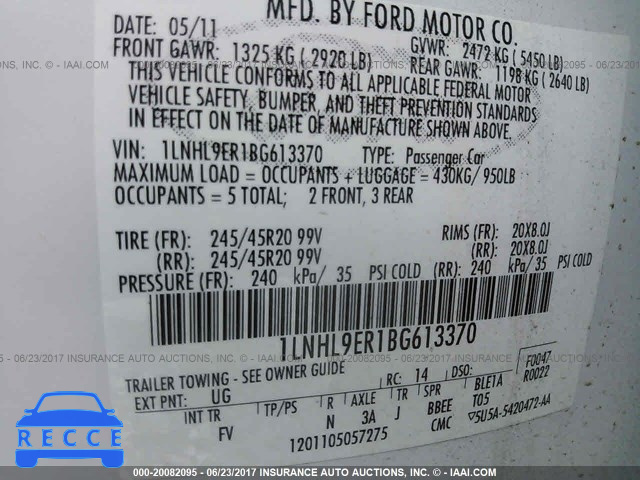 MFD. BY FORD MOTOR CO.
DATE: 05/11
GVWR: 2472 KG ( 5450 LB)
FRONT GAWR: 1325 KG ( 2920 LB)
REAR GAWR: 1198 KG ( 2640 LB)
THIS VEHICLE CONFORMS TO ALL APPLICABLE FEDERAL MOTOR
VEHICLE SAFETY, BUMPER, AND THEFT PREVENTION STANDARDS
IN EFFECT ON THE DATE OF MANUFACTURE SHOWN ABOVE.
VIN: 1LNHL9ER1BG613370 TYPE: Passenger Car
MAXIMUM LOAD = OCCUPANTS + LUGGAGE = 430KG/ 950LB
OCCUPANTS = 5 TOTAL; 2 FRONT, 3 REAR
TIRE (FR): 245/45R20 99V RIMS (FR): 20X8.0J
(RR): 245/45R20 99V (RR): 20X8.0J
PRESSURE (FR): 240 kPa/ 35 PSI COLD (RR): 240 kPa/ 35 PSI COLD
1LNHL9ER1BG613370
TRAILER TOWING - SEE OWNER GUIDE
RC: 14 DSO:
F0047
R0022
EXT PNT: UG
INT TR TP/PS R AXLE TR SPR BLE1A
FV N 3A J BBEE T05
CMC ▽5U5A-5420472-AA
1201105057275
000-20082095 - 06/23/2017 INSURANCE AUTO AUCTIONS, INC. - ©IAAI.COM